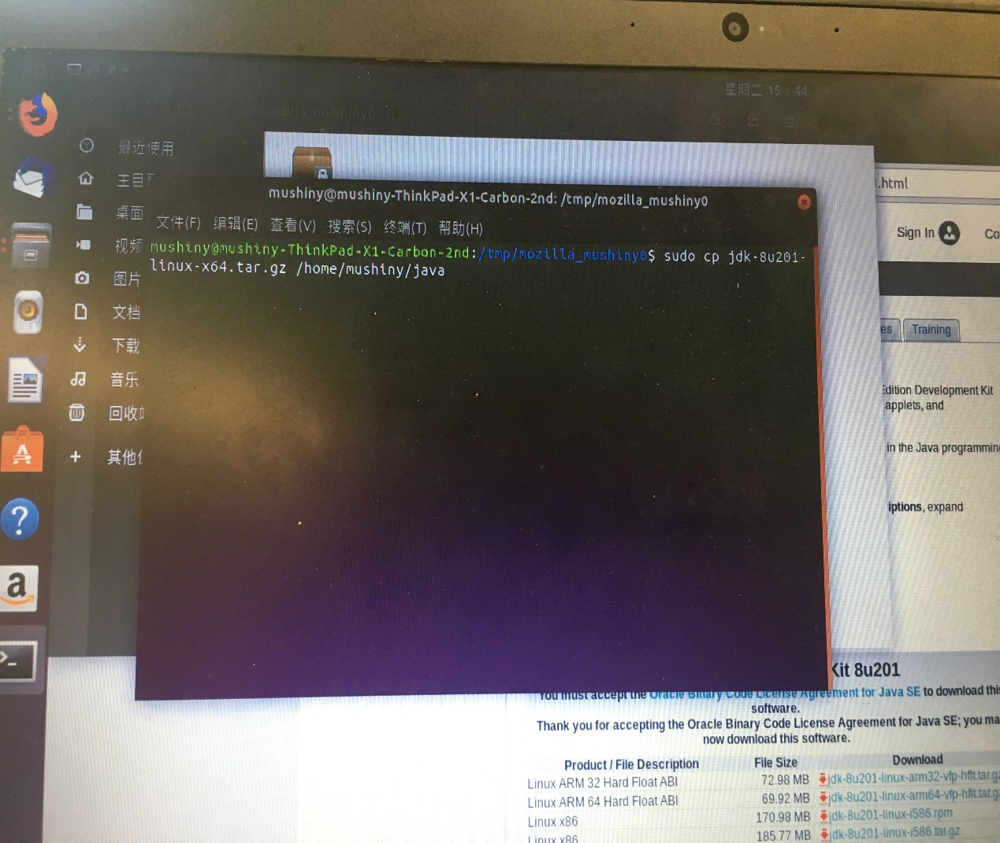 星期二 15:44
mozilla_mushiny0
最近使用
主目录
桌面
视频
图片
文档
下载
音乐
回收
其他
mushiny@mushiny-ThinkPad-X1-Carbon-2nd: /tmp/mozilla_mushiny0
文件(F) 编辑(E) 查看(V) 搜索(S) 终端(T) 帮助(H)
mushiny@mushiny-ThinkPad-X1-Carbon-2nd:/tmp/mozilla_mushiny0$ sudo cp jdk-8u201-
linux-x64.tar.gz /home/mushiny/java
.html
Sign In
Co
es Training
Edition Development Kit
applets, and
in the Java programmin
iptions, expand
Kit 8u201
You must accept the Oracle Binary Code License Agreement for Java SE to download this
software.
Thank you for accepting the Oracle Binary Code License Agreement for Java SE; you ma
now download this software.
Product / File Description File Size Download
Linux ARM 32 Hard Float ABI 72.98 MB jdk-8u201-linux-arm32-vfp-hflt.tar.gz
Linux ARM 64 Hard Float ABI 69.92 MB jdk-8u201-linux-arm64-vfp-hflt.tar.gz
Linux x86 170.98 MB jdk-8u201-linux-i586.rpm
Linux x86 185.77 MB jdk-8u201-linux-i586.tar.gz